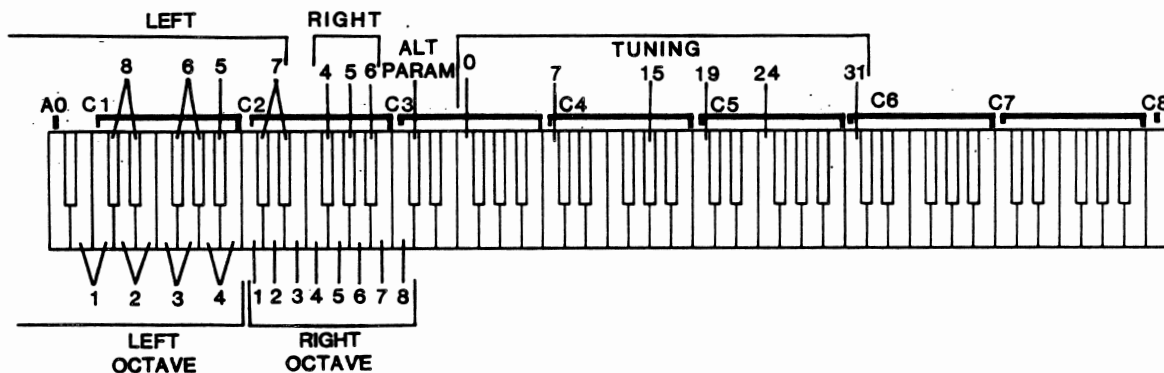 LEFT RIGHT
ALT TUNING
8 6 5 7 4 5 6 PARAM 0 7 15 19 24 31
A0 C1 C2 C3 C4 C5 C6 C7 C8
1 2 3 4 1 2 3 4 5 6 7 8
LEFT RIGHT
OCTAVE OCTAVE